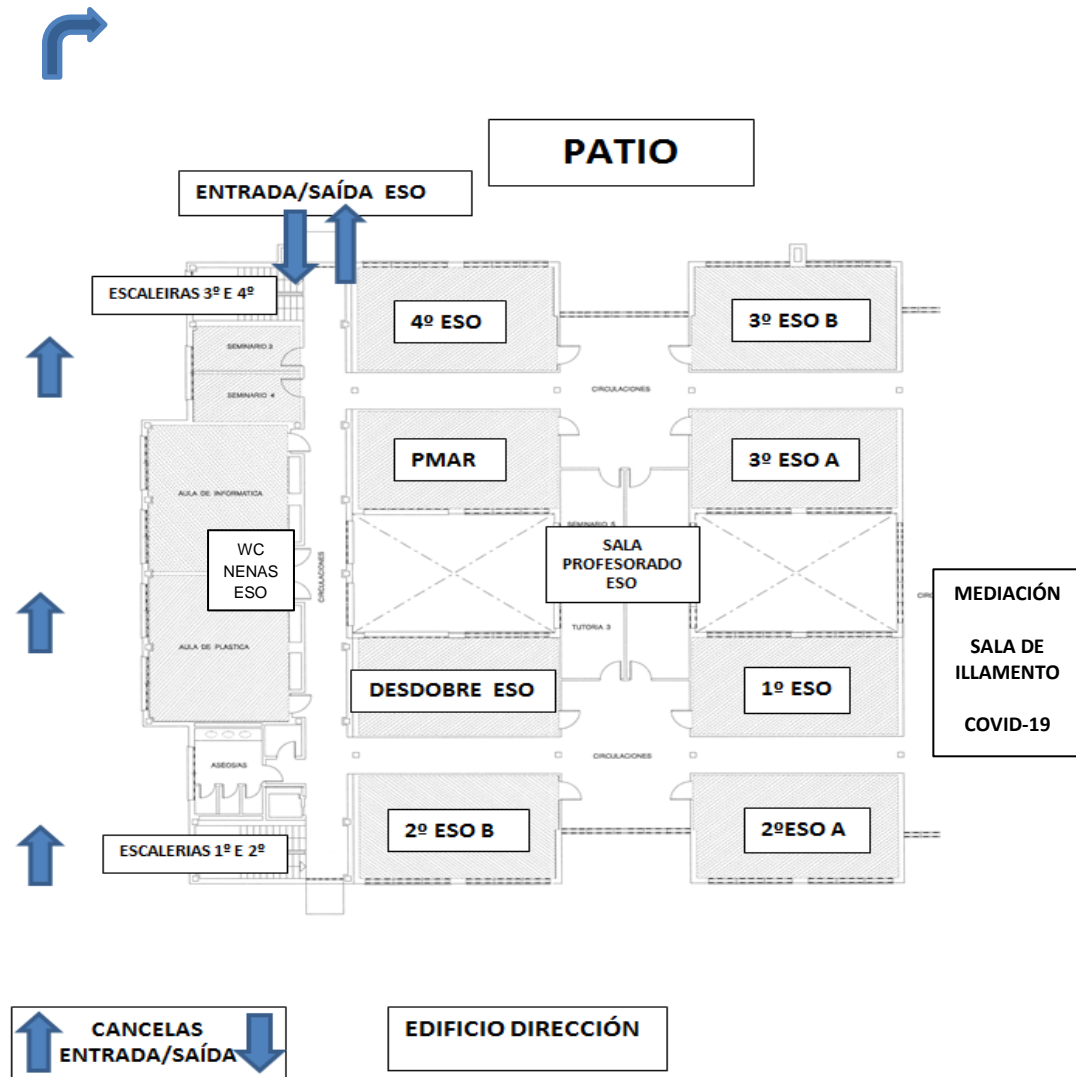 PATIO
ENTRADA/SAÍDA ESO
ESCALEIRAS 3º E 4º
4º ESO
3º ESO B
SEMINARIO 3
CIRCULACIONES
SEMINARIO 4
PMAR
3º ESO A
AULA DE INFORMATICA
SEMINARIO 5
WC
NENAS
ESO
CIRCULACIONES
SALA
PROFESORADO
ESO
MEDIACIÓN
SALA DE
ILLAMENTO
COVID-19
TUTORIA 3
AULA DE PLASTICA
DESDOBRE ESO
1º ESO
CIRCULACIONES
ASEOS/AS
2º ESO B
2ºESO A
ESCALERIAS 1º E 2º
CANCELAS
ENTRADA/SAÍDA
EDIFICIO DIRECCIÓN